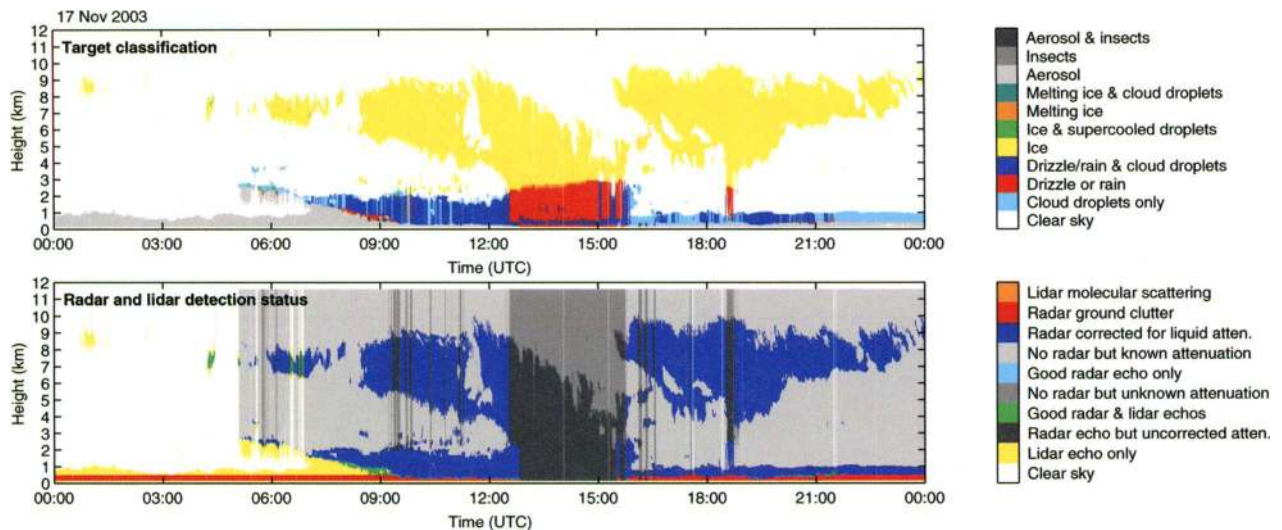 17 Nov 2003
Target classification
Height (km)
12
11
10
9
8
7
6
5
4
3
2
1
0
00:00 03:00 06:00 09:00 12:00 15:00 18:00 21:00 00:00
Time (UTC)
Aerosol & insects
Insects
Aerosol
Melting ice & cloud droplets
Melting ice
Ice & supercooled droplets
Ice
Drizzle/rain & cloud droplets
Drizzle or rain
Cloud droplets only
Clear sky
Radar and lidar detection status
Height (km)
12
11
10
9
8
7
6
5
4
3
2
1
0
00:00 03:00 06:00 09:00 12:00 15:00 18:00 21:00 00:00
Time (UTC)
Lidar molecular scattering
Radar ground clutter
Radar corrected for liquid atten.
No radar but known attenuation
Good radar echo only
No radar but unknown attenuation
Good radar & lidar echos
Radar echo but uncorrected atten.
Lidar echo only
Clear sky